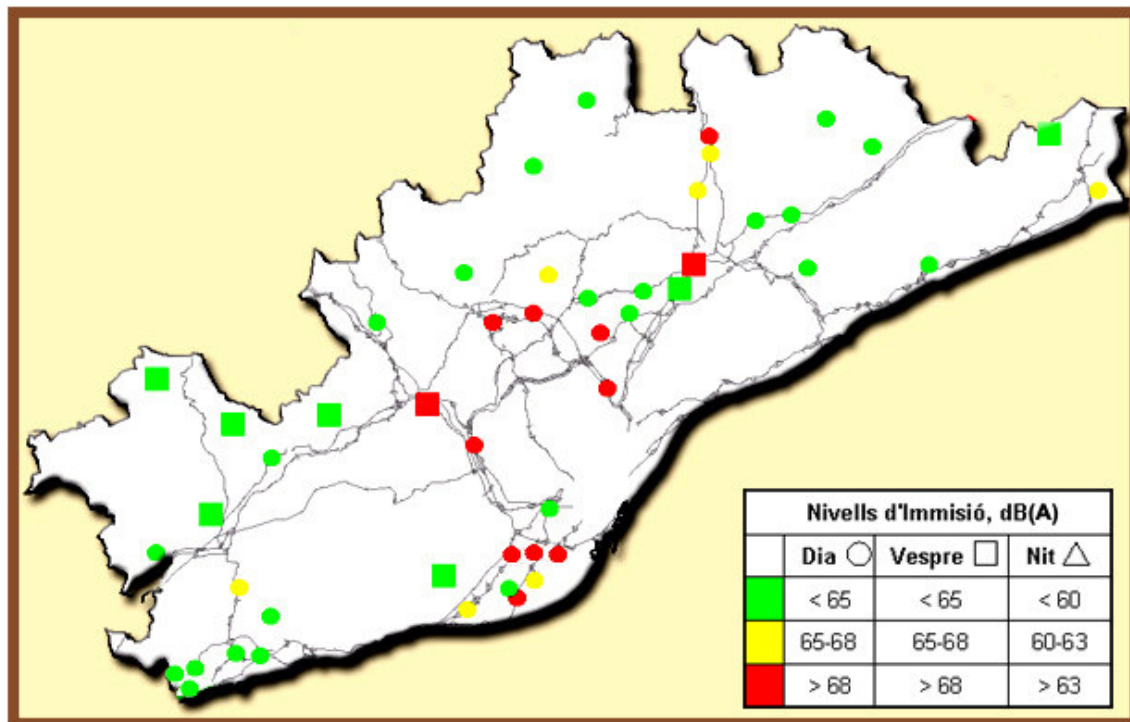 Nivells d'Immisió, dB(A)
Dia Vespre Nit
< 65 < 65 < 60
65-68 65-68 60-63
> 68 > 68 > 63